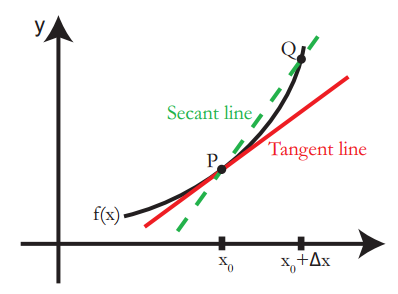 y
Q
Secant line
P
Tangent line
f(x)
x₀
x₀+Δx